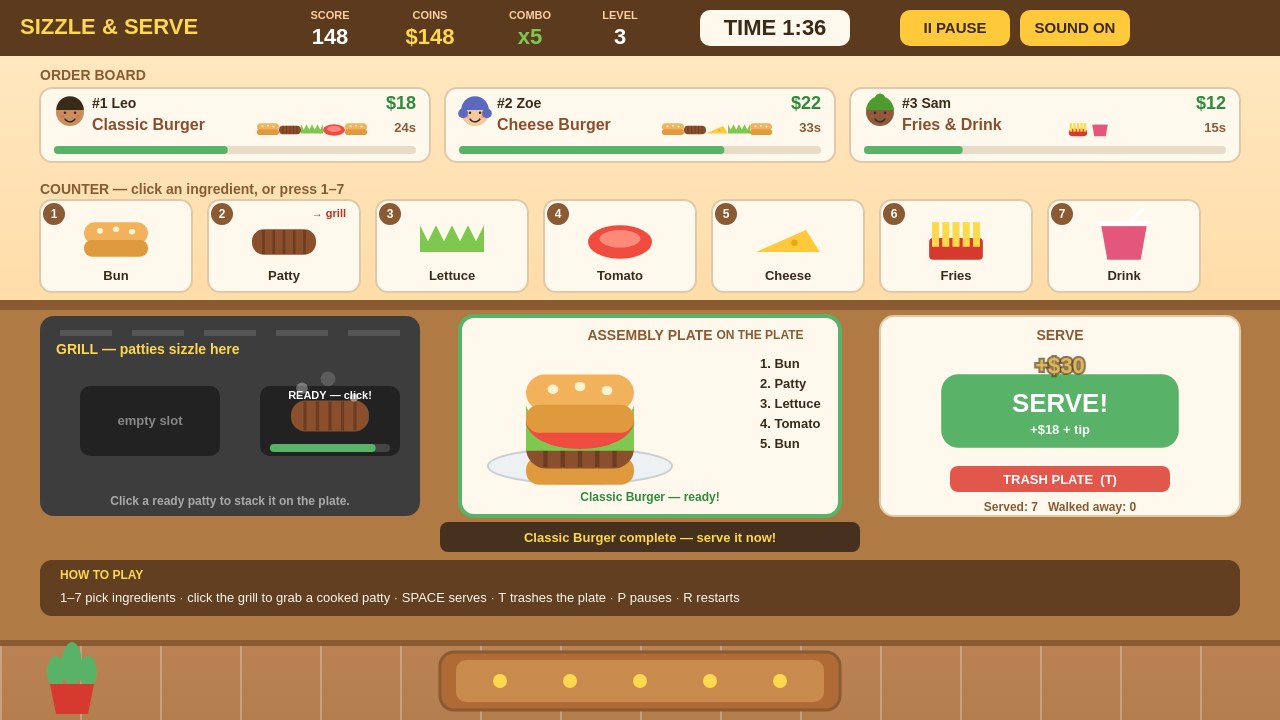 SIZZLE & SERVE
SCORE
148
COINS
$148
COMBO
x5
LEVEL
3
TIME 1:36
II PAUSE
SOUND ON
ORDER BOARD
#1 Leo
$18
Classic Burger
24s
#2 Zoe
$22
Cheese Burger
33s
#3 Sam
$12
Fries & Drink
15s
COUNTER — click an ingredient, or press 1–7
1
Bun
2
→ grill
Patty
3
Lettuce
4
Tomato
5
Cheese
6
Fries
7
Drink
GRILL — patties sizzle here
empty slot
READY — click!
Click a ready patty to stack it on the plate.
ASSEMBLY PLATE
ON THE PLATE
1. Bun
2. Patty
3. Lettuce
4. Tomato
5. Bun
Classic Burger — ready!
SERVE
+$30
SERVE!
+$18 + tip
TRASH PLATE (T)
Served: 7 Walked away: 0
Classic Burger complete — serve it now!
HOW TO PLAY
1–7 pick ingredients · click the grill to grab a cooked patty · SPACE serves · T trashes the plate · P pauses · R restarts